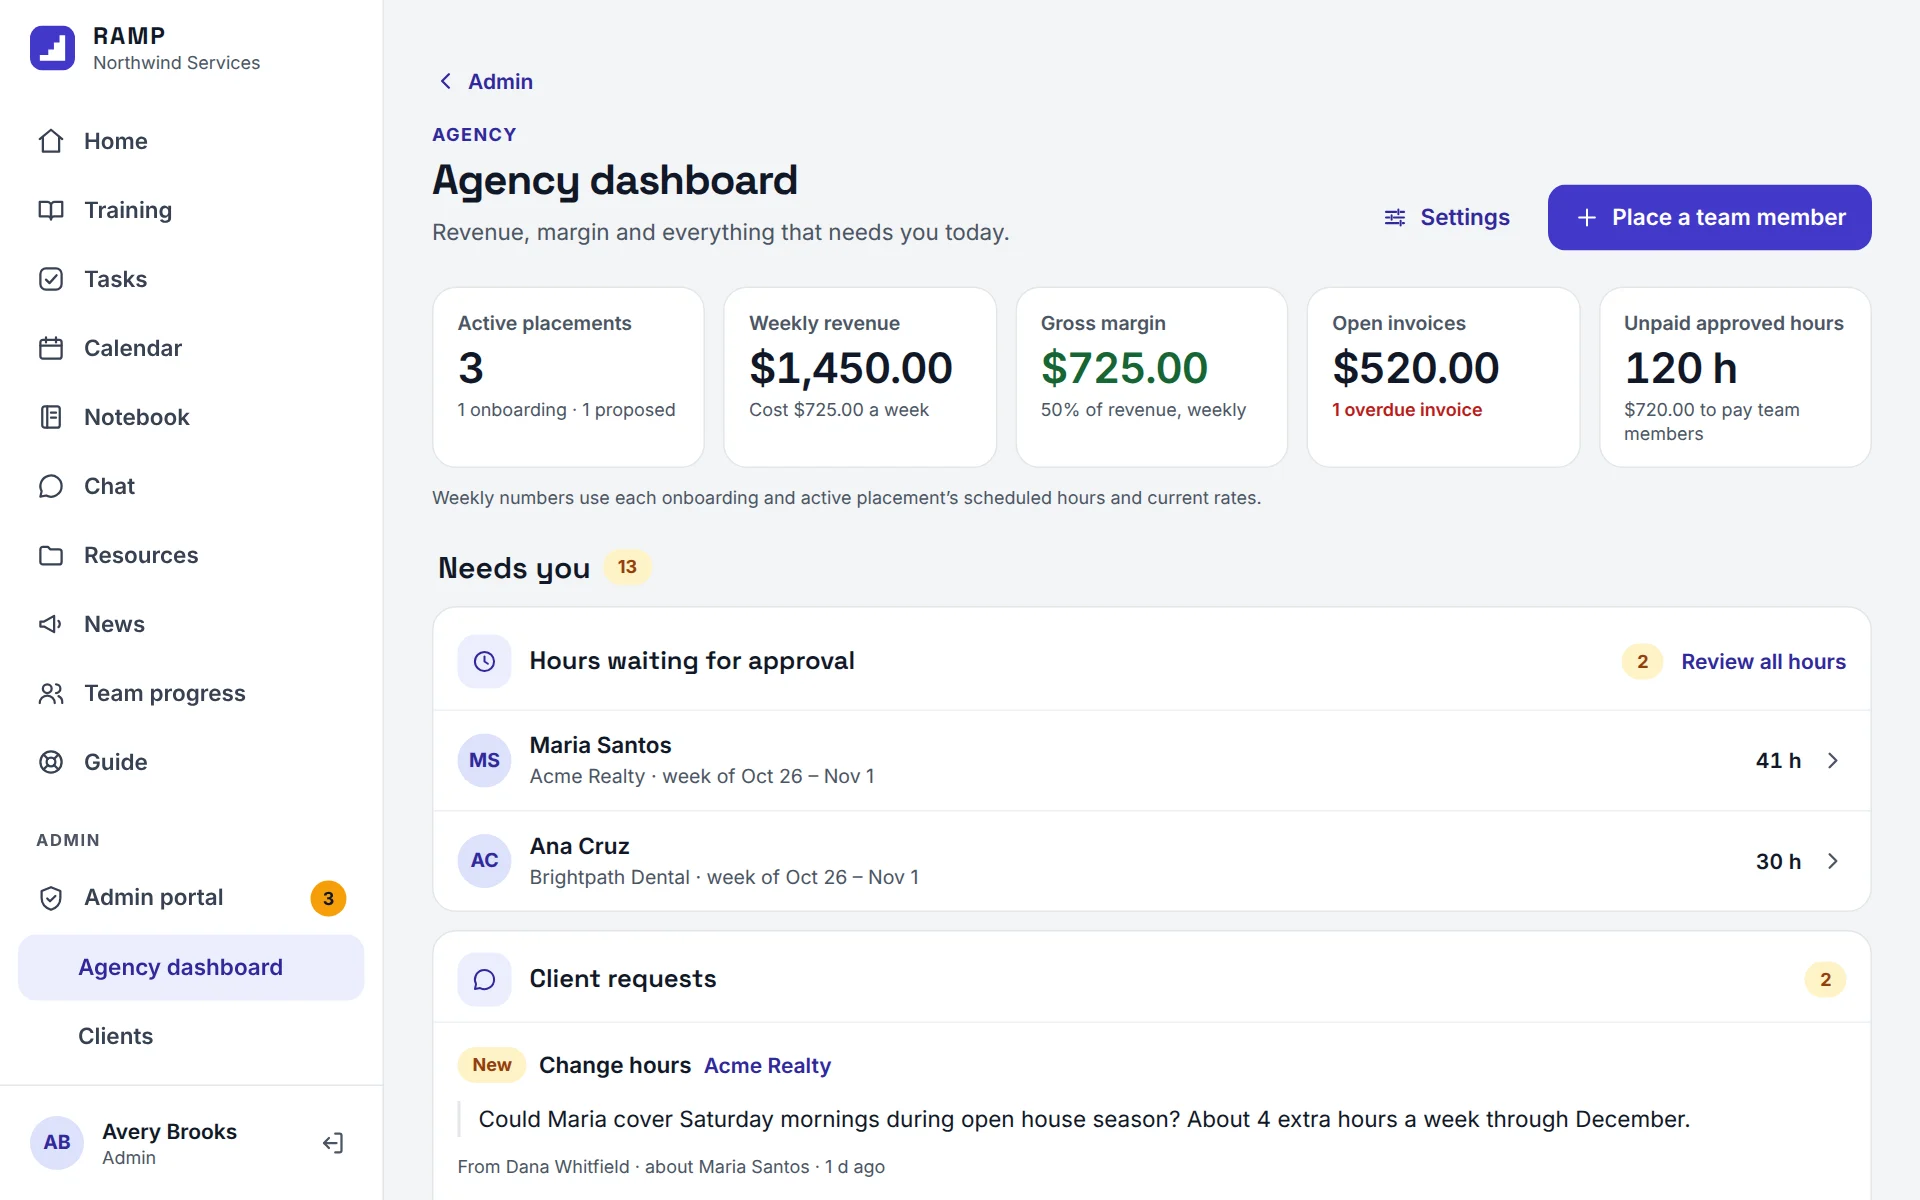 RAMP
Northwind Services
Home
Training
Tasks
Calendar
Notebook
Chat
Resources
News
Team progress
Guide
ADMIN
Admin portal 3
Agency dashboard
Clients
AB
Avery Brooks
Admin
Admin
AGENCY
Agency dashboard
Revenue, margin and everything that needs you today.
Settings
Place a team member
Active placements
3
1 onboarding · 1 proposed
Weekly revenue
$1,450.00
Cost $725.00 a week
Gross margin
$725.00
50% of revenue, weekly
Open invoices
$520.00
1 overdue invoice
Unpaid approved hours
120 h
$720.00 to pay team
members
Weekly numbers use each onboarding and active placement’s scheduled hours and current rates.
Needs you 13
Hours waiting for approval 2 Review all hours
MS
Maria Santos
Acme Realty · week of Oct 26 – Nov 1
41 h
AC
Ana Cruz
Brightpath Dental · week of Oct 26 – Nov 1
30 h
Client requests 2
New Change hours Acme Realty
Could Maria cover Saturday mornings during open house season? About 4 extra hours a week through December.
From Dana Whitfield · about Maria Santos · 1 d ago